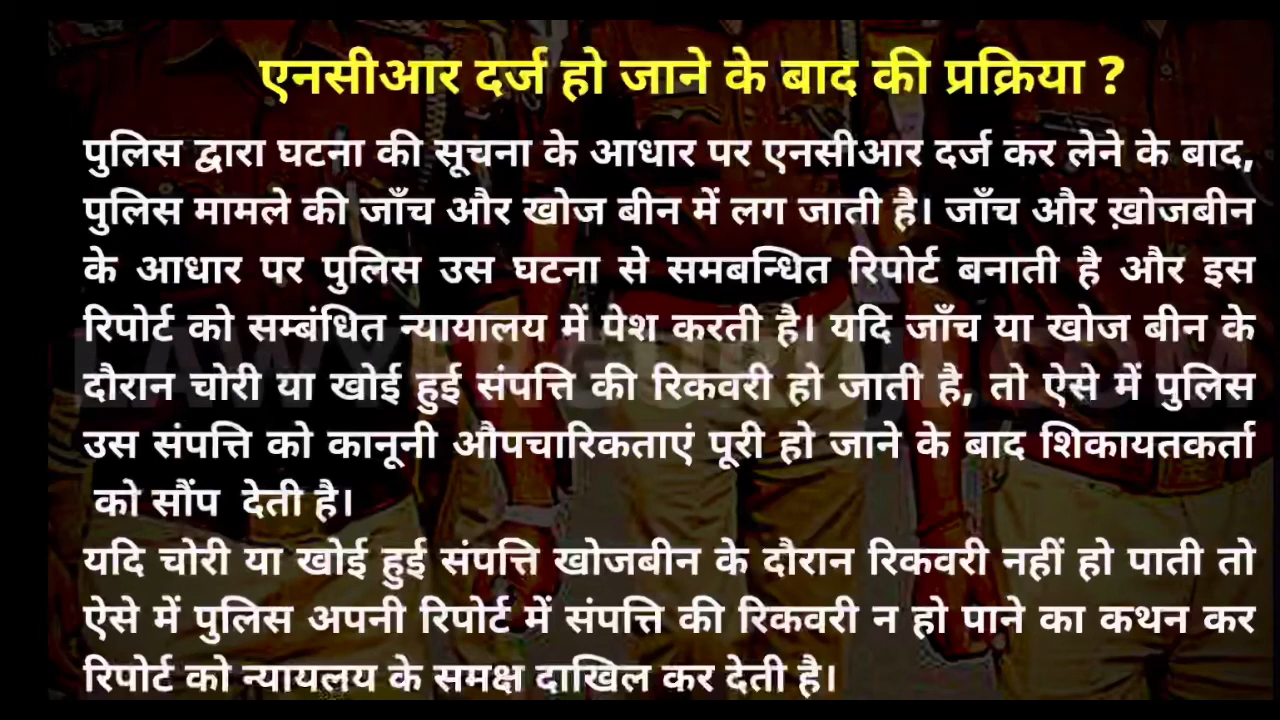 एनसीआर दर्ज हो जाने के बाद की प्रक्रिया ?
पुलिस द्वारा घटना की सूचना के आधार पर एनसीआर दर्ज कर लेने के बाद,
पुलिस मामले की जाँच और खोज बीन में लग जाती है। जाँच और ख़ोजबीन
के आधार पर पुलिस उस घटना से समबन्धित रिपोर्ट बनाती है और इस
रिपोर्ट को सम्बंधित न्यायालय में पेश करती है। यदि जाँच या खोज बीन के
दौरान चोरी या खोई हुई संपत्ति की रिकवरी हो जाती है, तो ऐसे में पुलिस
उस संपत्ति को कानूनी औपचारिकताएं पूरी हो जाने के बाद शिकायतकर्ता
को सौंप देती है।
यदि चोरी या खोई हुई संपत्ति खोजबीन के दौरान रिकवरी नहीं हो पाती तो
ऐसे में पुलिस अपनी रिपोर्ट में संपत्ति की रिकवरी न हो पाने का कथन कर
रिपोर्ट को न्यायलय के समक्ष दाखिल कर देती है।